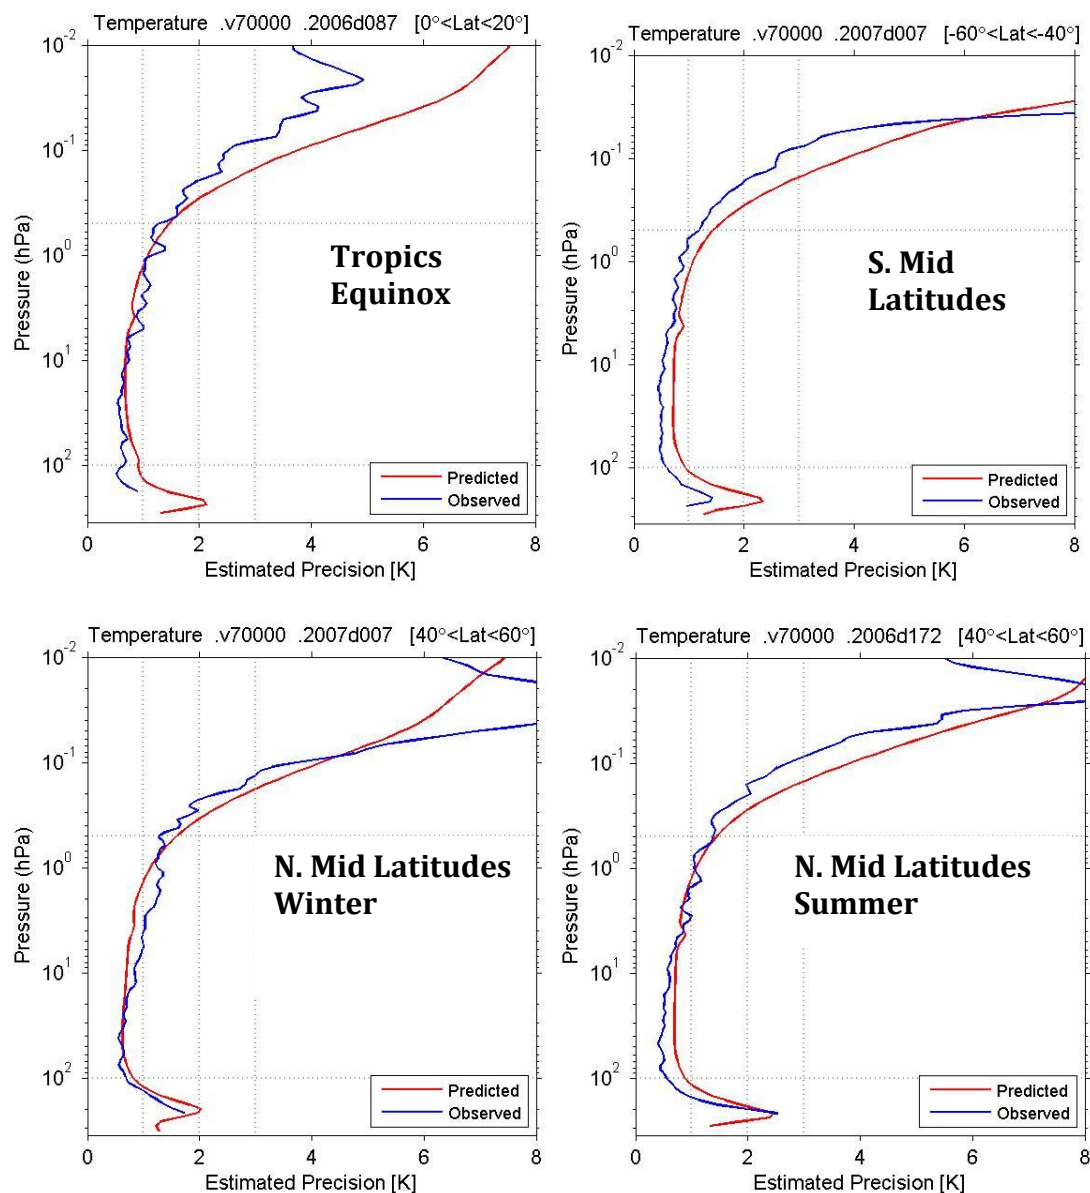 Temperature .v70000 .2006d087 [0°<Lat<20°]
10-2
10-1
100
101
102
Pressure (hPa)
Tropics
Equinox
Predicted
Observed
0 2 4 6 8
Estimated Precision [K]
Temperature .v70000 .2007d007 [-60°<Lat<-40°]
10-2
10-1
100
101
102
Pressure (hPa)
S. Mid
Latitudes
Predicted
Observed
0 2 4 6 8
Estimated Precision [K]
Temperature .v70000 .2007d007 [40°<Lat<60°]
10-2
10-1
100
101
102
Pressure (hPa)
N. Mid Latitudes
Winter
Predicted
Observed
0 2 4 6 8
Estimated Precision [K]
Temperature .v70000 .2006d172 [40°<Lat<60°]
10-2
10-1
100
101
102
Pressure (hPa)
N. Mid Latitudes
Summer
Predicted
Observed
0 2 4 6 8
Estimated Precision [K]